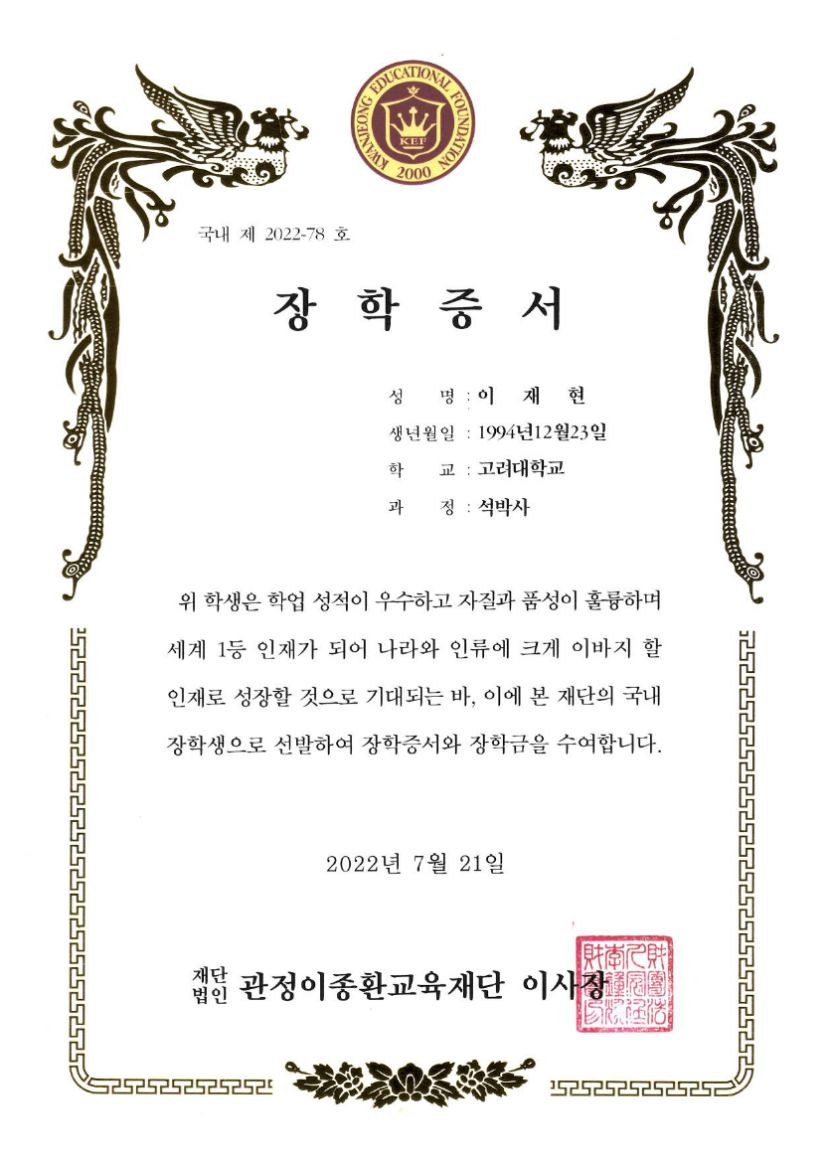 KWANJEONG EDUCATIONAL FOUNDATION
KEF
2000
국내 제 2022-78 호
장 학 증 서
성 명 : 이 재 현
생년월일 : 1994년12월23일
학 교 : 고려대학교
과 정 : 석박사
위 학생은 학업 성적이 우수하고 자질과 품성이 훌륭하며
세계 1등 인재가 되어 나라와 인류에 크게 이바지 할
인재로 성장할 것으로 기대되는 바, 이에 본 재단의 국내
장학생으로 선발하여 장학증서와 장학금을 수여합니다.
2022년 7월 21일
재단
법인 관정이종환교육재단 이사장